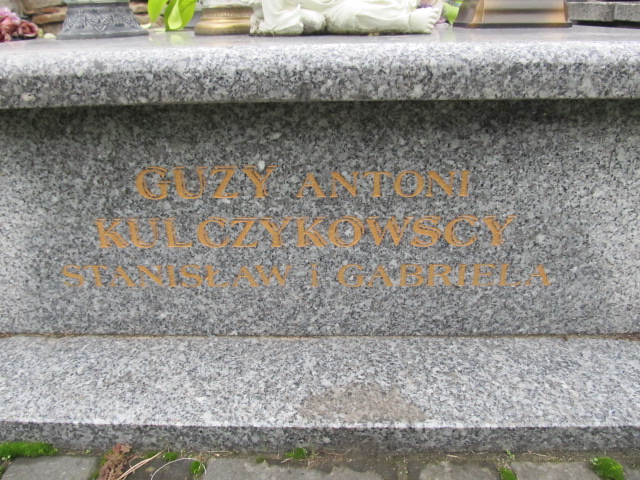 GUZY ANTONI
KULCZYKOWSCY
STANISŁAW i GABRIELA